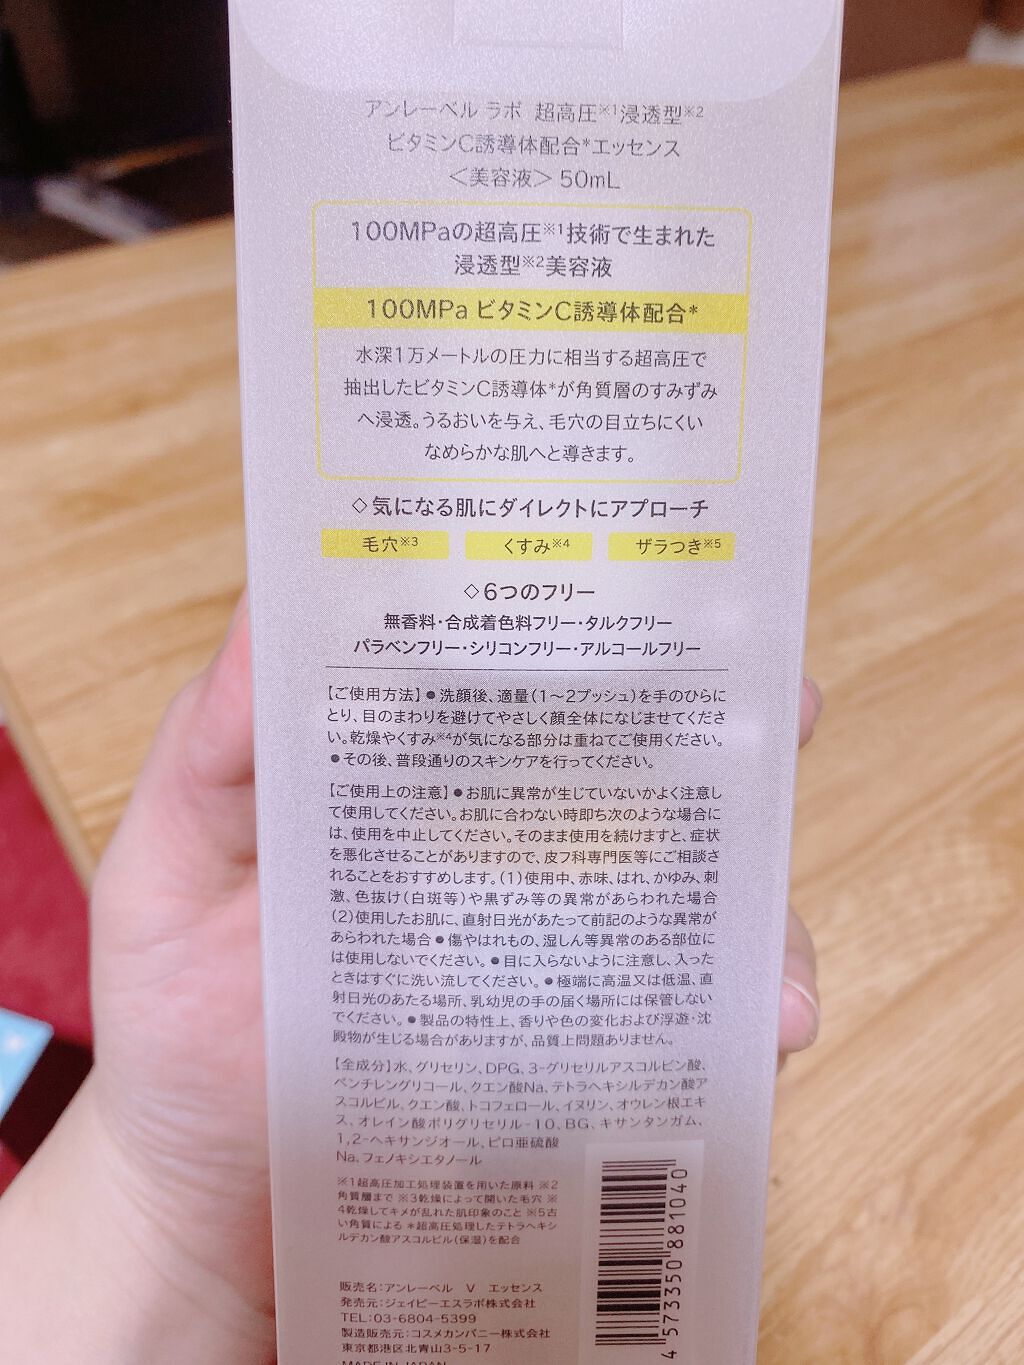 アンレーベル ラボ 超高圧※1浸透型※2
ビタミンC誘導体配合*エッセンス
＜美容液＞ 50mL
100MPaの超高圧※1技術で生まれた
浸透型※2美容液
100MPa ビタミンC誘導体配合*
水深1万メートルの圧力に相当する超高圧で
抽出したビタミンC誘導体*が角質層のすみずみ
へ浸透。うるおいを与え、毛穴の目立ちにくい
なめらかな肌へと導きます。
◇気になる肌にダイレクトにアプローチ
毛穴※3 くすみ※4 ザラつき※5
◇6つのフリー
無香料・合成着色料フリー・タルクフリー
パラベンフリー・シリコンフリー・アルコールフリー
【ご使用方法】●洗顔後、適量(1〜2プッシュ)を手のひらに
とり、目のまわりを避けてやさしく顔全体になじませてくださ
い。乾燥やくすみ※4が気になる部分は重ねてご使用ください。
●その後、普段通りのスキンケアを行ってください。
【ご使用上の注意】●お肌に異常が生じていないかよく注意し
て使用してください。お肌に合わない時即ち次のような場合に
は、使用を中止してください。そのまま使用を続けますと、症状
を悪化させることがありますので、皮フ科専門医等にご相談さ
れることをおすすめします。(1)使用中、赤味、はれ、かゆみ、刺
激、色抜け(白斑等)や黒ずみ等の異常があらわれた場合
(2)使用したお肌に、直射日光があたって前記のような異常が
あらわれた場合●傷やはれもの、湿しん等異常のある部位に
は使用しないでください。●目に入らないように注意し、入った
ときはすぐに洗い流してください。●極端に高温又は低温、直
射日光のあたる場所、乳幼児の手の届く場所には保管しない
でください。●製品の特性上、香りや色の変化および浮遊・沈
殿物が生じる場合がありますが、品質上問題ありません。
【全成分】水、グリセリン、DPG、3-グリセリルアスコルビン酸、
ペンチレングリコール、クエン酸Na、テトラヘキシルデカン酸ア
スコルビル、クエン酸、トコフェロール、イヌリン、オウレン根エキ
ス、オレイン酸ポリグリセリル-10、BG、キサンタンガム、
1,2-ヘキサンジオール、ピロ亜硫酸
Na、フェノキシエタノール
※1超高圧加工処理装置を用いた原料 ※2
角質層まで ※3乾燥によって開いた毛穴 ※
4乾燥してキメが乱れた肌印象のこと ※5古
い角質による *超高圧処理したテトラヘキシ
ルデカン酸アスコルビル(保湿)を配合
販売名：アンレーベル V エッセンス
発売元：ジェイピーエスラボ株式会社
TEL：03-6804-5399
製造販売元：コスメカンパニー株式会社
東京都港区北青山3-5-17
MADE IN JAPAN
4 573350 881040